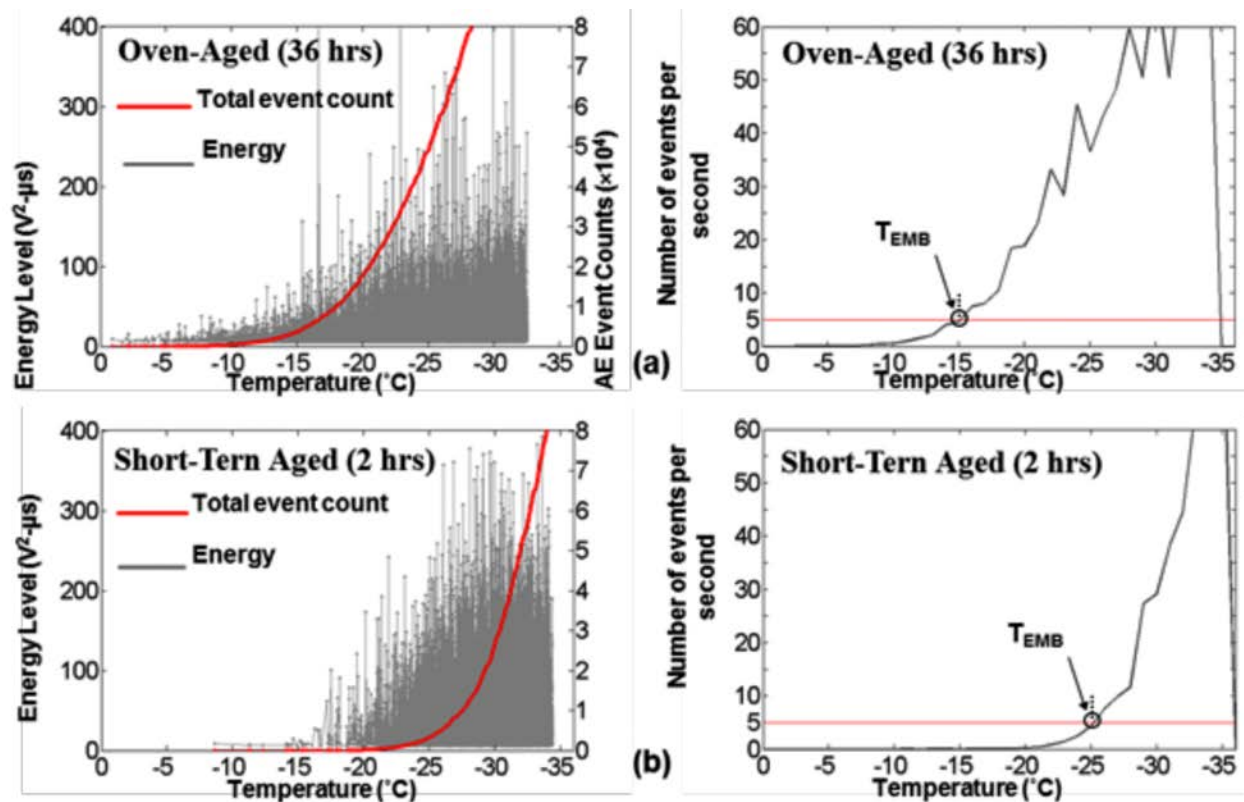 Oven-Aged (36 hrs)
Total event count
Energy
Energy Level (V²-µs)
400
300
200
100
0
AE Event Counts (×10⁴)
8
7
6
5
4
3
2
1
0
0 -5 -10 -15 -20 -25 -30 -35
Temperature (˚C)
(a)
Oven-Aged (36 hrs)
Number of events per
second
60
50
40
30
20
10
5
0
T_EMB
0 -5 -10 -15 -20 -25 -30 -35
Temperature (˚C)
Short-Tern Aged (2 hrs)
Total event count
Energy
Energy Level (V²-µs)
400
300
200
100
0
8
7
6
5
4
3
2
1
0
0 -5 -10 -15 -20 -25 -30 -35
Temperature (˚C)
(b)
Short-Tern Aged (2 hrs)
Number of events per
second
60
50
40
30
20
10
5
0
T_EMB
0 -5 -10 -15 -20 -25 -30 -35
Temperature (˚C)